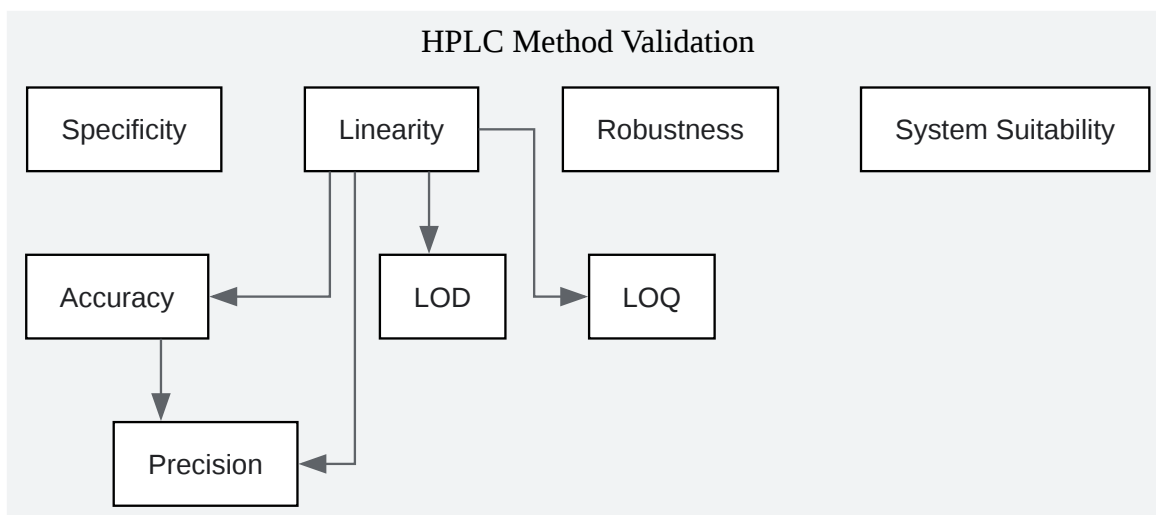 HPLC Method Validation
Specificity
Linearity
Robustness
System Suitability
Accuracy
LOD
LOQ
Precision